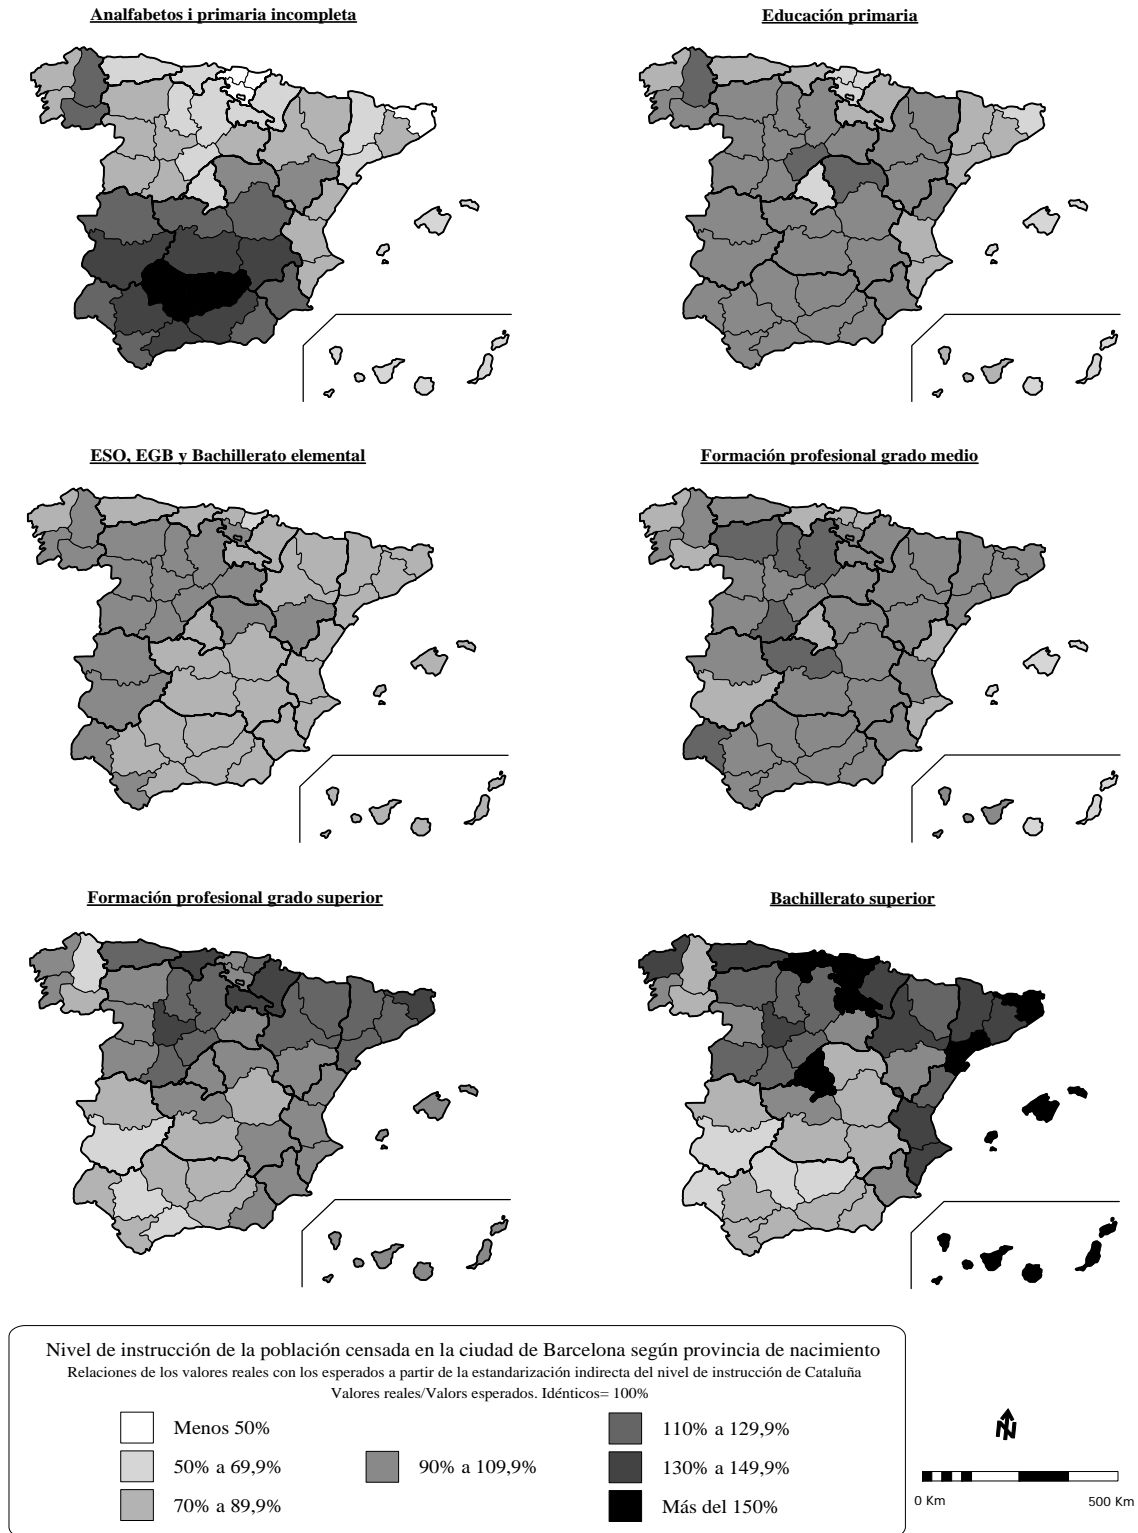 Analfabetos i primaria incompleta
Educación primaria
ESO, EGB y Bachillerato elemental
Formación profesional grado medio
Formación profesional grado superior
Bachillerato superior
Nivel de instrucción de la población censada en la ciudad de Barcelona según provincia de nacimiento
Relaciones de los valores reales con los esperados a partir de la estandarización indirecta del nivel de instrucción de Cataluña
Valores reales/Valors esperados. Idénticos= 100%
Menos 50%
50% a 69,9%
70% a 89,9%
90% a 109,9%
110% a 129,9%
130% a 149,9%
Más del 150%
N
0 Km
500 Km